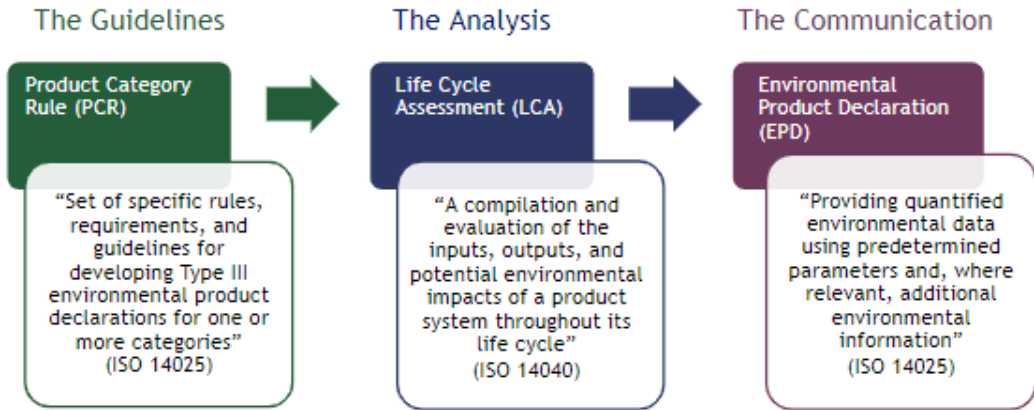 The Guidelines
Product Category
Rule (PCR)
“Set of specific rules,
requirements, and
guidelines for
developing Type III
environmental product
declarations for one or
more categories”
(ISO 14025)
The Analysis
Life Cycle
Assessment (LCA)
“A compilation and
evaluation of the
inputs, outputs, and
potential environmental
impacts of a product
system throughout its
life cycle”
(ISO 14040)
The Communication
Environmental
Product Declaration
(EPD)
“Providing quantified
environmental data
using predetermined
parameters and, where
relevant, additional
environmental
information”
(ISO 14025)